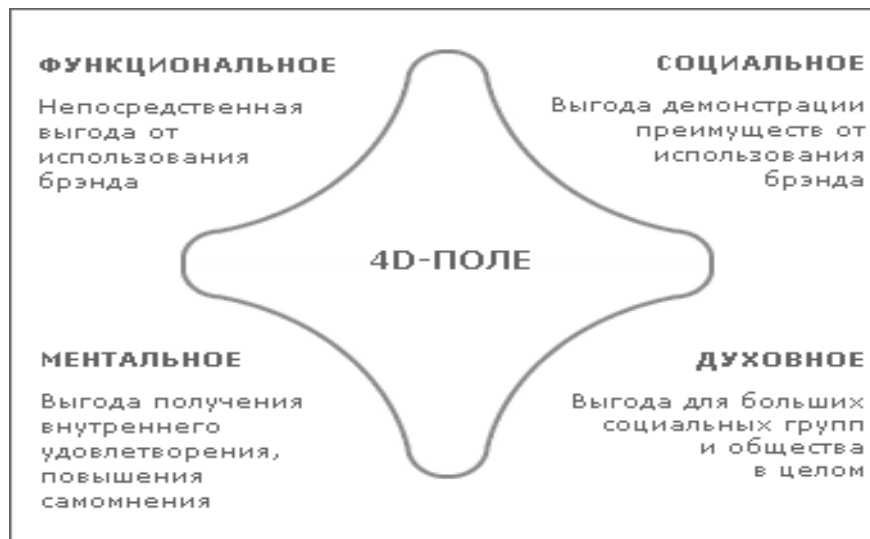 ФУНКЦИОНАЛЬНОЕ
Непосредственная
выгода от
использования
брэнда
СОЦИАЛЬНОЕ
Выгода демонстрации
преимуществ от
использования
брэнда
4D-ПОЛЕ
МЕНТАЛЬНОЕ
Выгода получения
внутреннего
удовлетворения,
повышения
самомнения
ДУХОВНОЕ
Выгода для больших
социальных групп
и общества
в целом